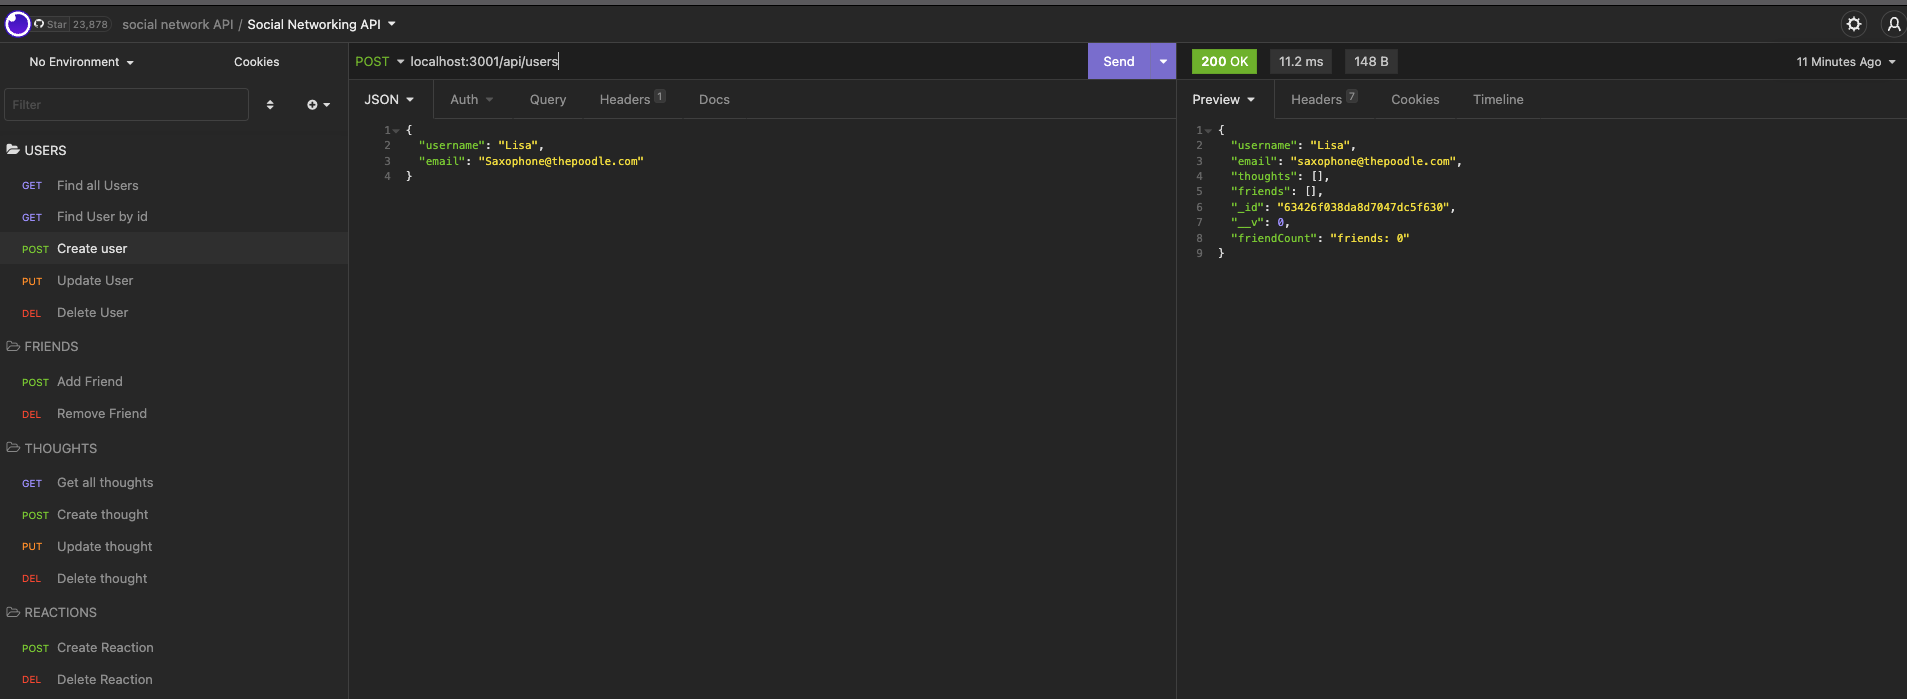 Star 23,878 social network API / Social Networking API
No Environment Cookies
Filter
USERS
GET Find all Users
GET Find User by id
POST Create user
PUT Update User
DEL Delete User
FRIENDS
POST Add Friend
DEL Remove Friend
THOUGHTS
GET Get all thoughts
POST Create thought
PUT Update thought
DEL Delete thought
REACTIONS
POST Create Reaction
DEL Delete Reaction
POST localhost:3001/api/users Send
JSON Auth Query Headers 1 Docs
1 {
2 "username": "Lisa",
3 "email": "Saxophone@thepoodle.com"
4 }
200 OK 11.2 ms 148 B 11 Minutes Ago
Preview Headers 7 Cookies Timeline
1 {
2 "username": "Lisa",
3 "email": "saxophone@thepoodle.com",
4 "thoughts": [],
5 "friends": [],
6 "_id": "63426f038da8d7047dc5f630",
7 "__v": 0,
8 "friendCount": "friends: 0"
9 }